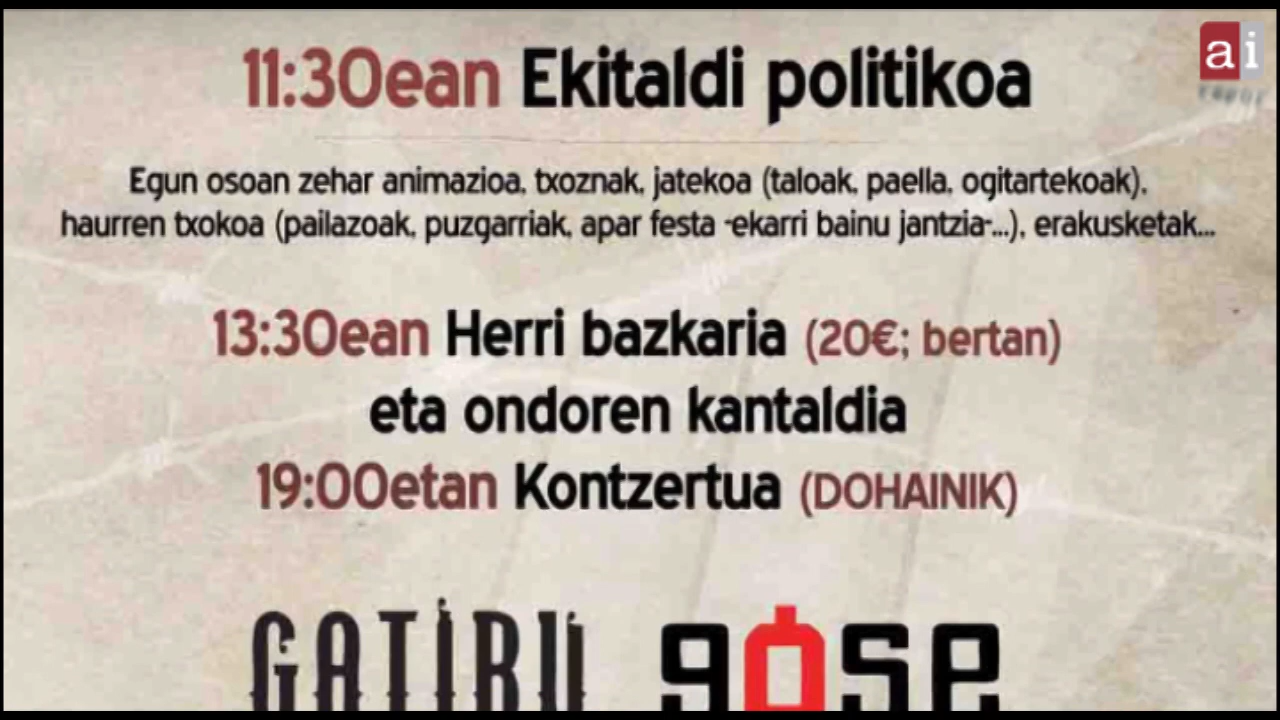 ai
11:30ean Ekitaldi politikoa
Egun osoan zehar animazioa, txoznak, jatekoa (taloak, paella, ogitartekoak),
haurren txokoa (pailazoak, puzgarriak, apar festa -ekarri bainu jantzia-...), erakusketak...
13:30ean Herri bazkaria (20€; bertan)
eta ondoren kantaldia
19:00etan Kontzertua (DOHAINIK)
GATIBU gose